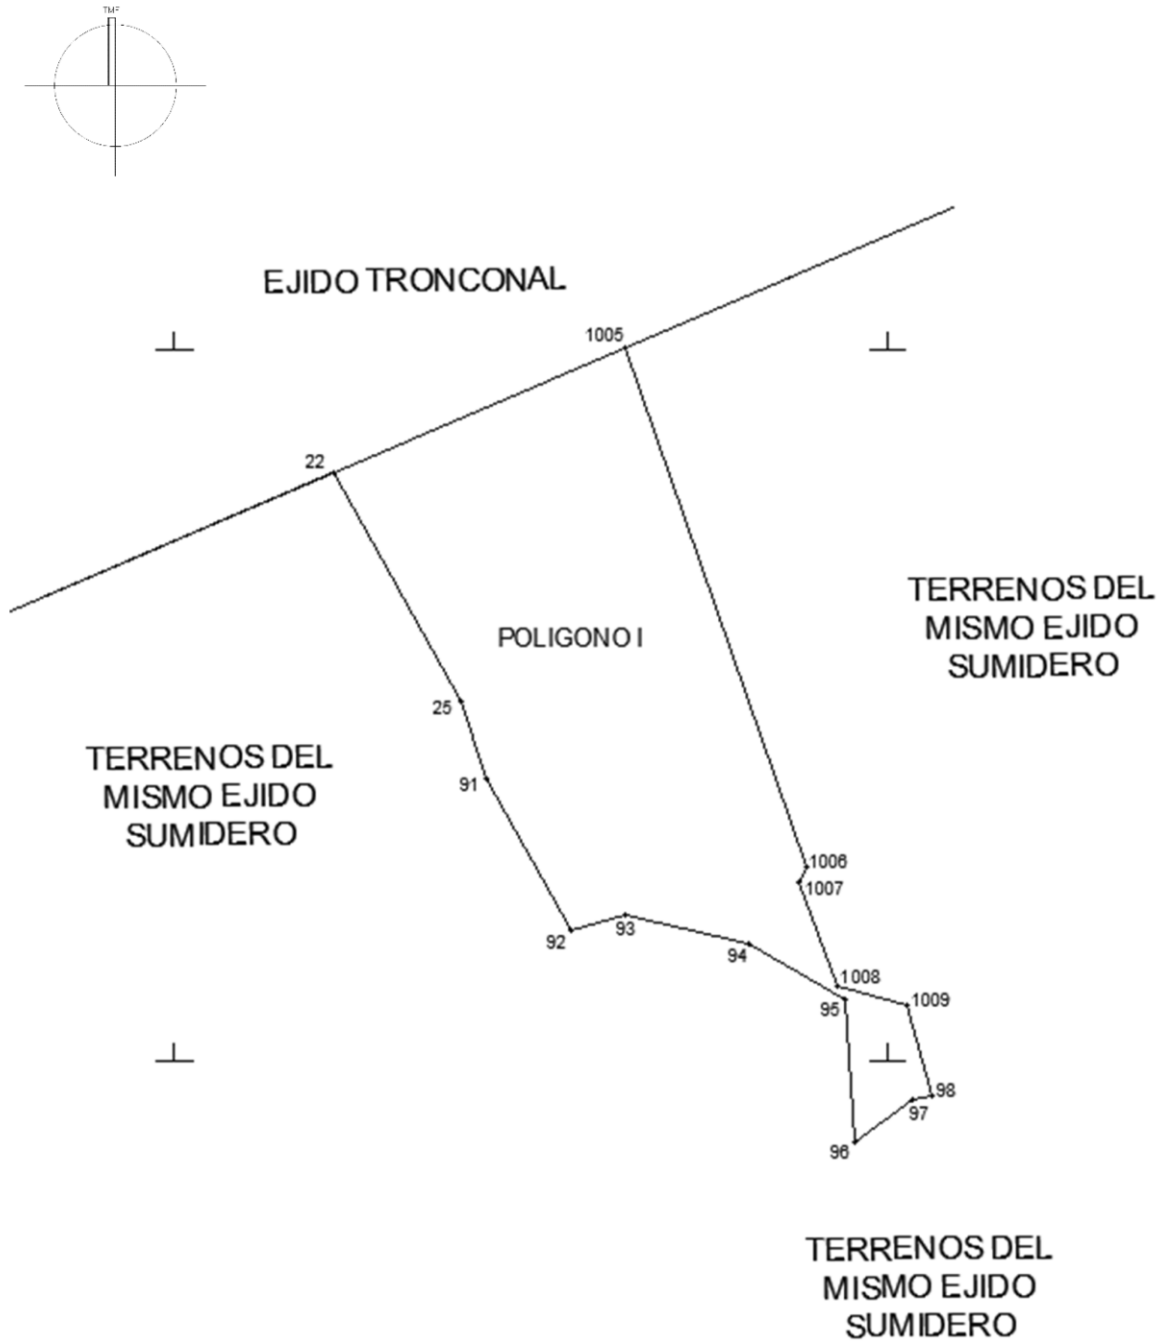 TMF
EJIDO TRONCONAL
1005
22
POLIGONO I
TERRENOS DEL
MISMO EJIDO
SUMIDERO
25
TERRENOS DEL
MISMO EJIDO
SUMIDERO
91
1006
1007
93
92
94
1008
1009
95
98
97
96
TERRENOS DEL
MISMO EJIDO
SUMIDERO